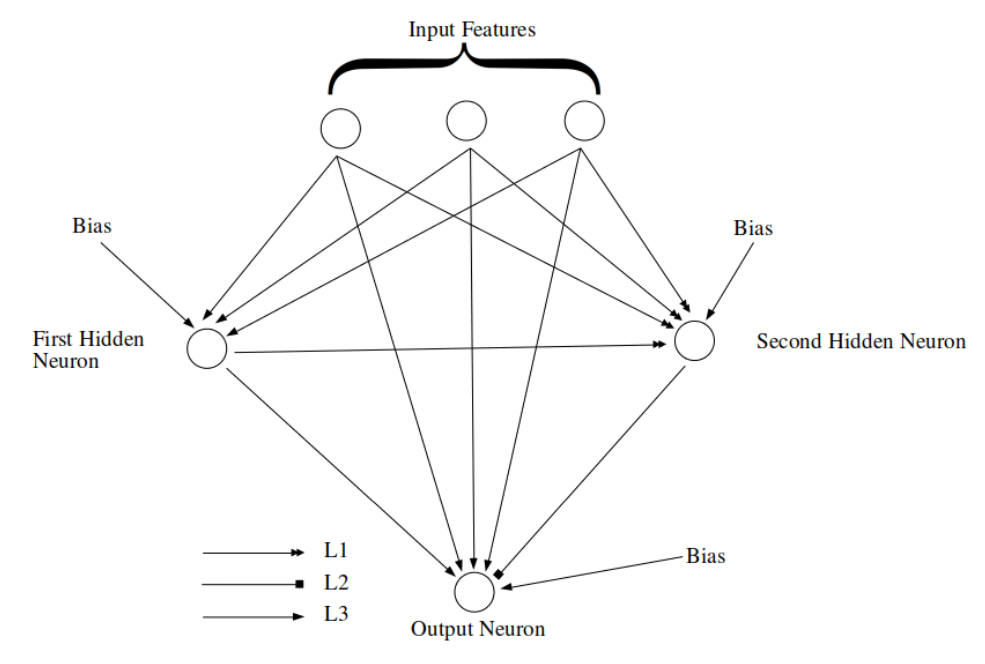 Input Features
Bias
Bias
First Hidden
Neuron
Second Hidden Neuron
L1
L2
L3
Bias
Output Neuron